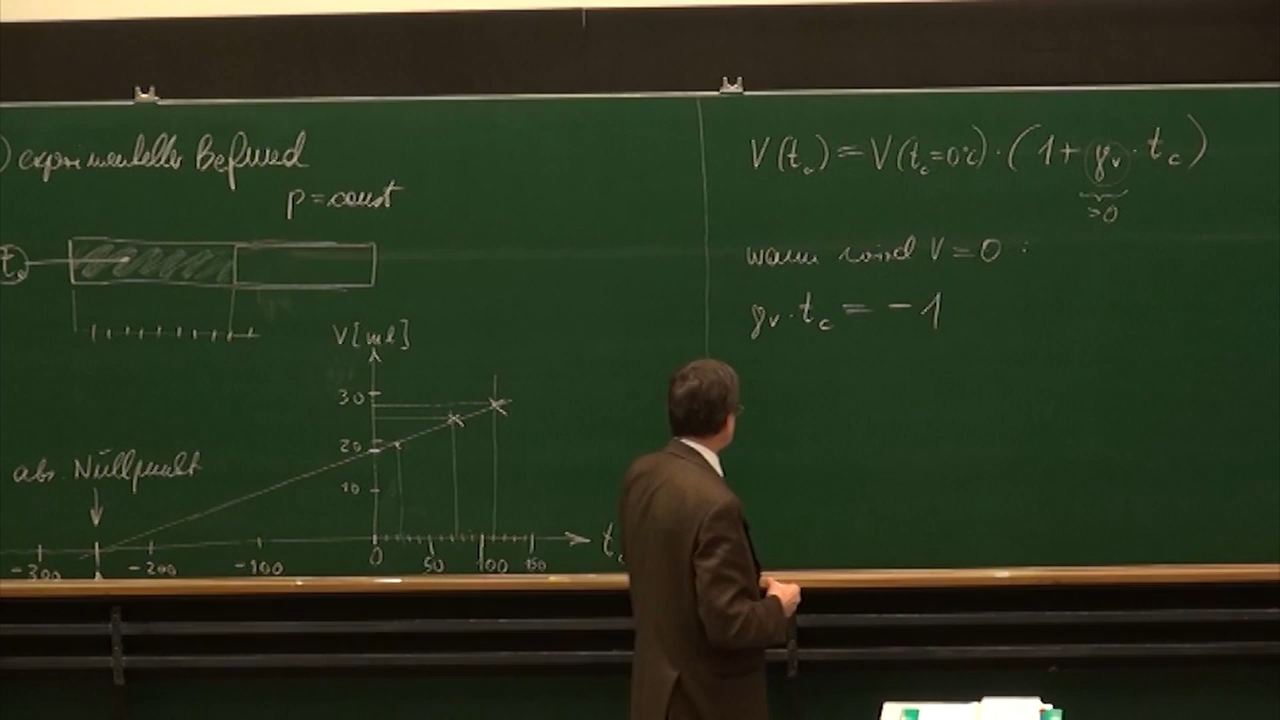 ) experimenteller Befund
p = const
t
V [ml]
30
20
10
abs. Nullpunkt
-300 -200 -100 0 50 100 150
t
V(t_c) = V(t_c=0°C) · (1 + γ_v · t_c)
>0
wann wird V = 0 :
γ_v · t_c = -1